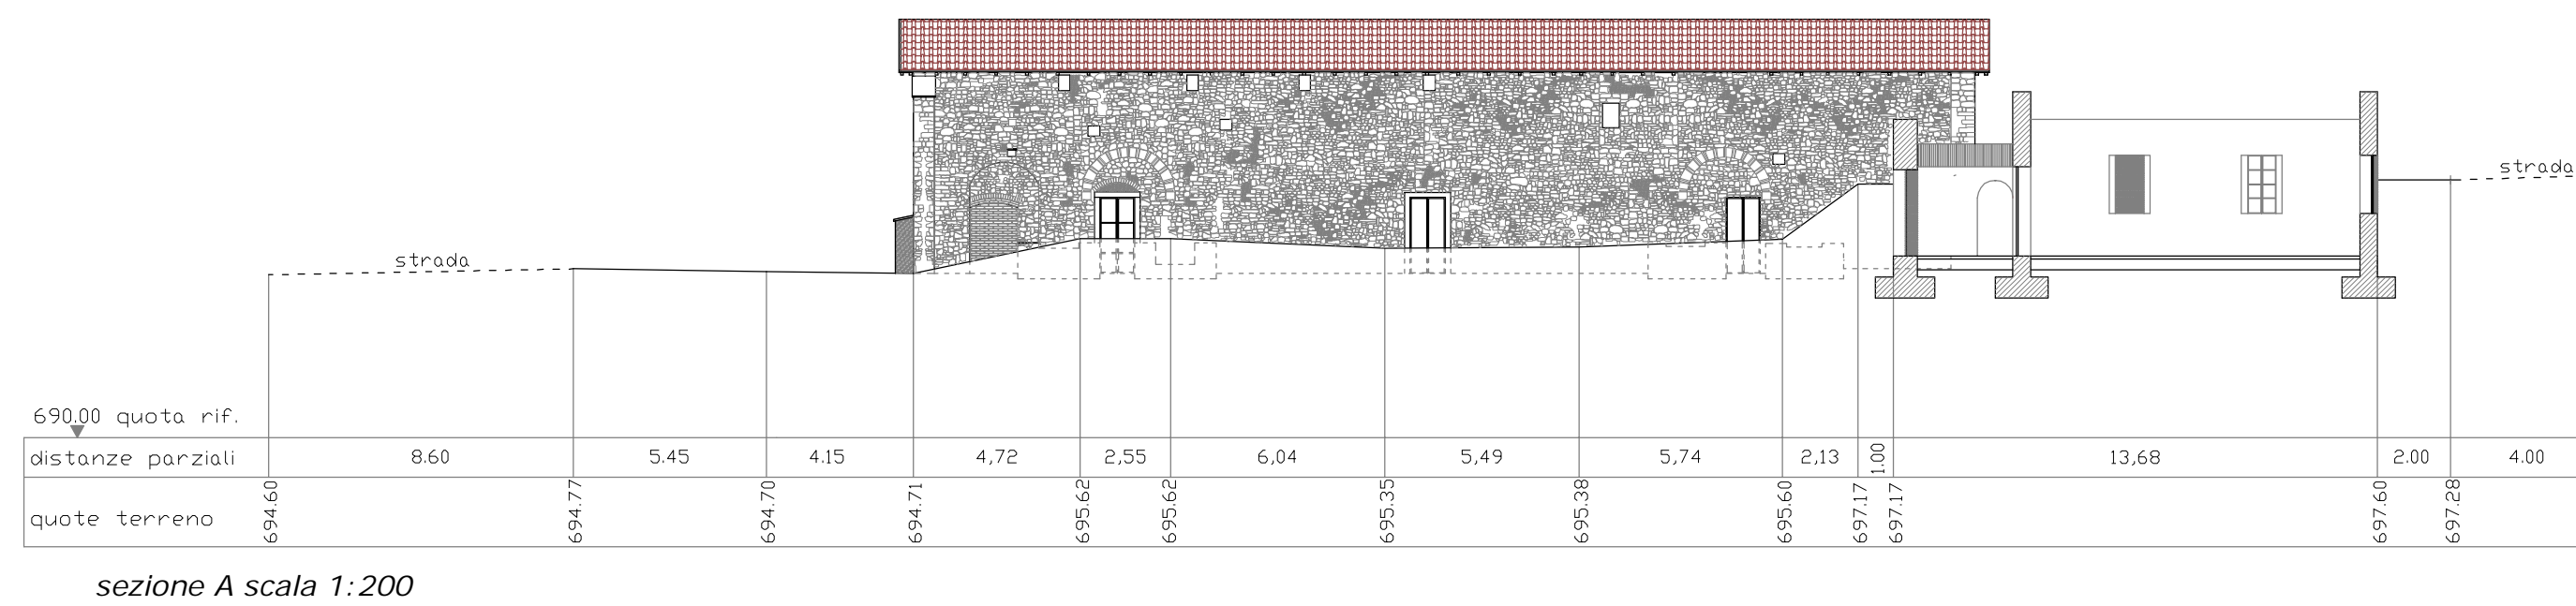 strada
strada
690.00 quota rif.
distanze parziali 8.60 5.45 4.15 4,72 2,55 6,04 5,49 5,74 2,13 1.00 13,68 2.00 4.00
quote terreno 694.60 694.77 694.70 694.71 695.62 695.62 695.35 695.38 695.60 697.17 697.17 697.60 697.28
sezione A scala 1:200